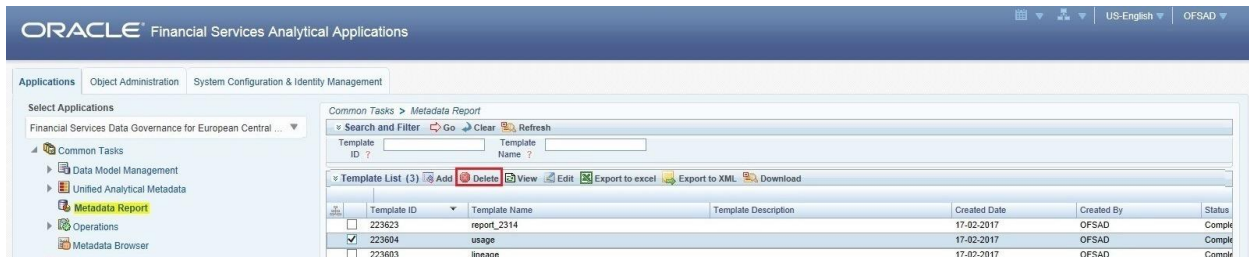 ORACLE® Financial Services Analytical Applications
US-English
OFSAD
Applications
Object Administration
System Configuration & Identity Management
Select Applications
Financial Services Data Governance for European Central ...
Common Tasks
Data Model Management
Unified Analytical Metadata
Metadata Report
Operations
Metadata Browser
Common Tasks > Metadata Report
Search and Filter Go Clear Refresh
Template ID ?
Template Name ?
Template List (3) Add Delete View Edit Export to excel Export to XML Download
Template ID Template Name Template Description Created Date Created By Status
223623 report_2314 17-02-2017 OFSAD Comple
223604 usage 17-02-2017 OFSAD Comple
223603 lineage 17-02-2017 OFSAD Comple